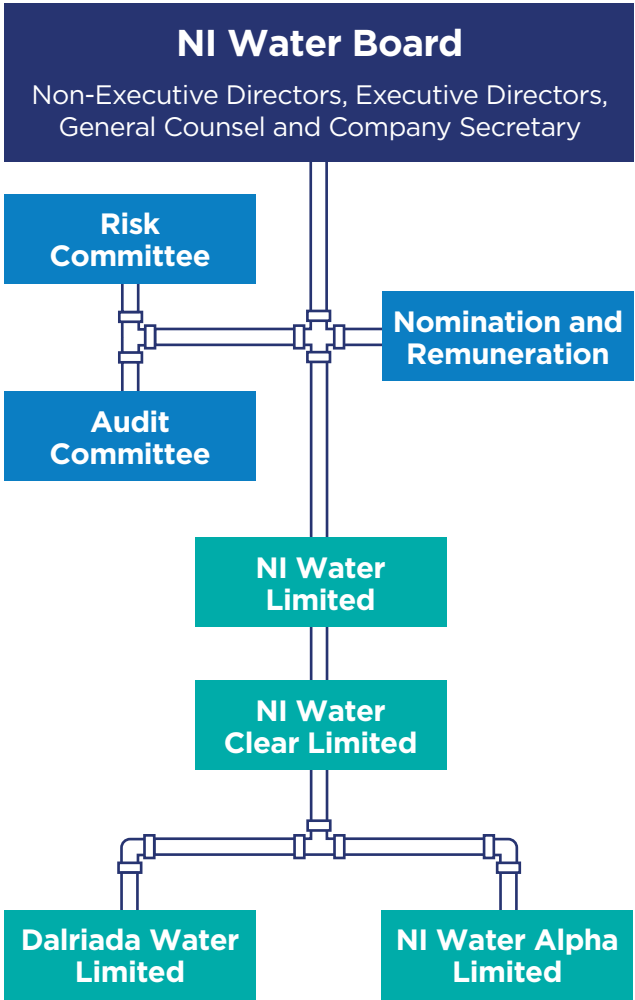 NI Water Board
Non-Executive Directors, Executive Directors,
General Counsel and Company Secretary
Risk
Committee
Nomination and
Remuneration
Audit
Committee
NI Water
Limited
NI Water
Clear Limited
Dalriada Water
Limited
NI Water Alpha
Limited